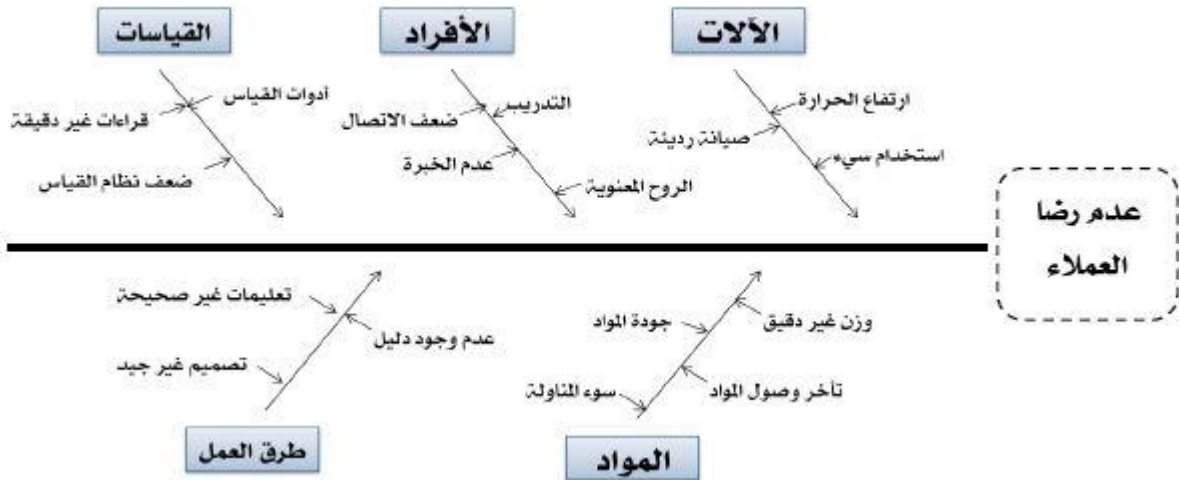 الآلات
الأفراد
القياسات
ارتفاع الحرارة
صيانة رديئة
استخدام سيء
التدريب
ضعف الاتصال
عدم الخبرة
الروح المعنوية
أدوات القياس
قراءات غير دقيقة
ضعف نظام القياس
عدم رضا
العملاء
وزن غير دقيق
جودة المواد
تأخر وصول المواد
سوء المناولة
تعليمات غير صحيحة
عدم وجود دليل
تصميم غير جيد
المواد
طرق العمل